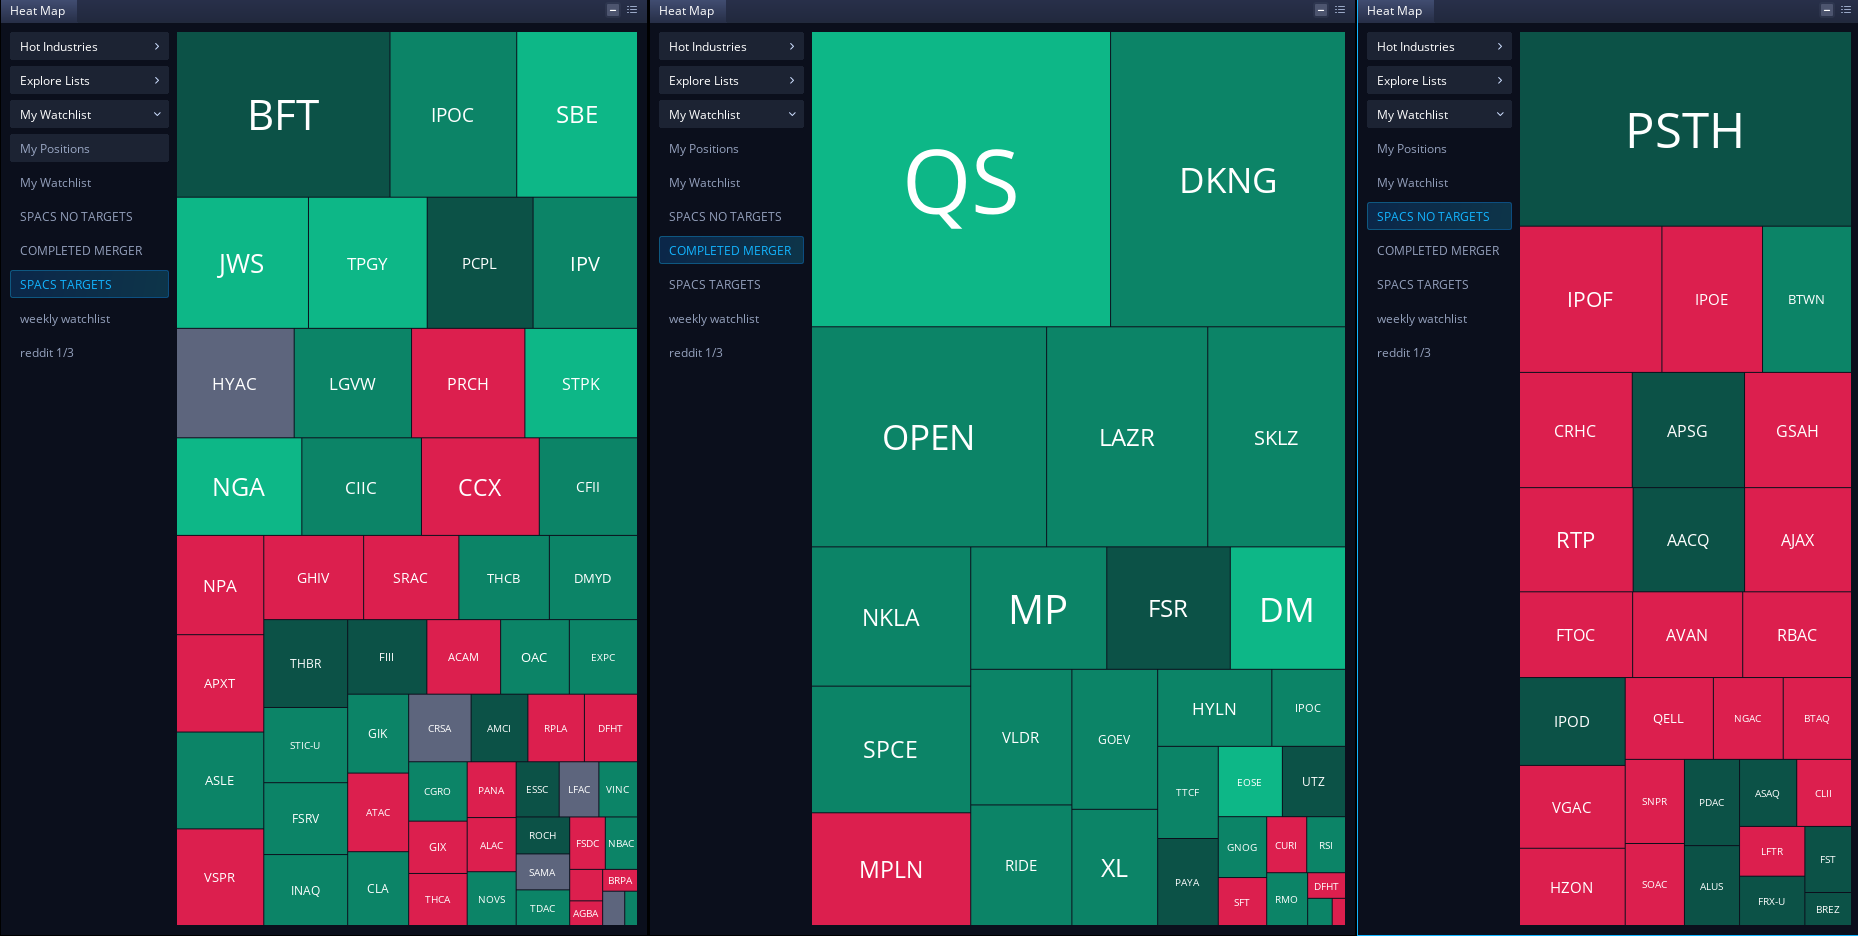 Heat Map
Hot Industries
Explore Lists
My Watchlist
My Positions
My Watchlist
SPACS NO TARGETS
COMPLETED MERGER
SPACS TARGETS
weekly watchlist
reddit 1/3
BFT IPOC SBE
JWS TPGY PCPL IPV
HYAC LGVW PRCH STPK
NGA CIIC CCX CFII
NPA GHIV SRAC THCB DMYD
THBR FIII ACAM OAC EXPC
APXT
STIC-U GIK CRSA AMCI RPLA DFHT
ASLE
FSRV ATAC CGRO PANA ESSC LFAC VINC
GIX ALAC ROCH FSDC NBAC
VSPR INAQ CLA SAMA BRPA
THCA NOVS TDAC AGBA
Heat Map
Hot Industries
Explore Lists
My Watchlist
My Positions
My Watchlist
SPACS NO TARGETS
COMPLETED MERGER
SPACS TARGETS
weekly watchlist
reddit 1/3
QS DKNG
OPEN LAZR SKLZ
NKLA MP FSR DM
SPCE VLDR GOEV HYLN IPOC
TTCF EOSE UTZ
MPLN RIDE XL GNOG CURI RSI
PAYA SFT RMO DFHT
Heat Map
Hot Industries
Explore Lists
My Watchlist
My Positions
My Watchlist
SPACS NO TARGETS
COMPLETED MERGER
SPACS TARGETS
weekly watchlist
reddit 1/3
PSTH
IPOF IPOE BTWN
CRHC APSG GSAH
RTP AACQ AJAX
FTOC AVAN RBAC
IPOD QELL NGAC BTAQ
VGAC SNPR PDAC ASAQ CLII
LFTR FST
HZON SOAC ALUS FRX-U BREZ